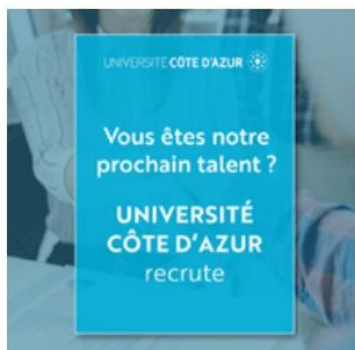 UNIVERSITÉ CÔTE D'AZUR
Vous êtes notre
prochain talent ?
UNIVERSITÉ
CÔTE D'AZUR
recrute